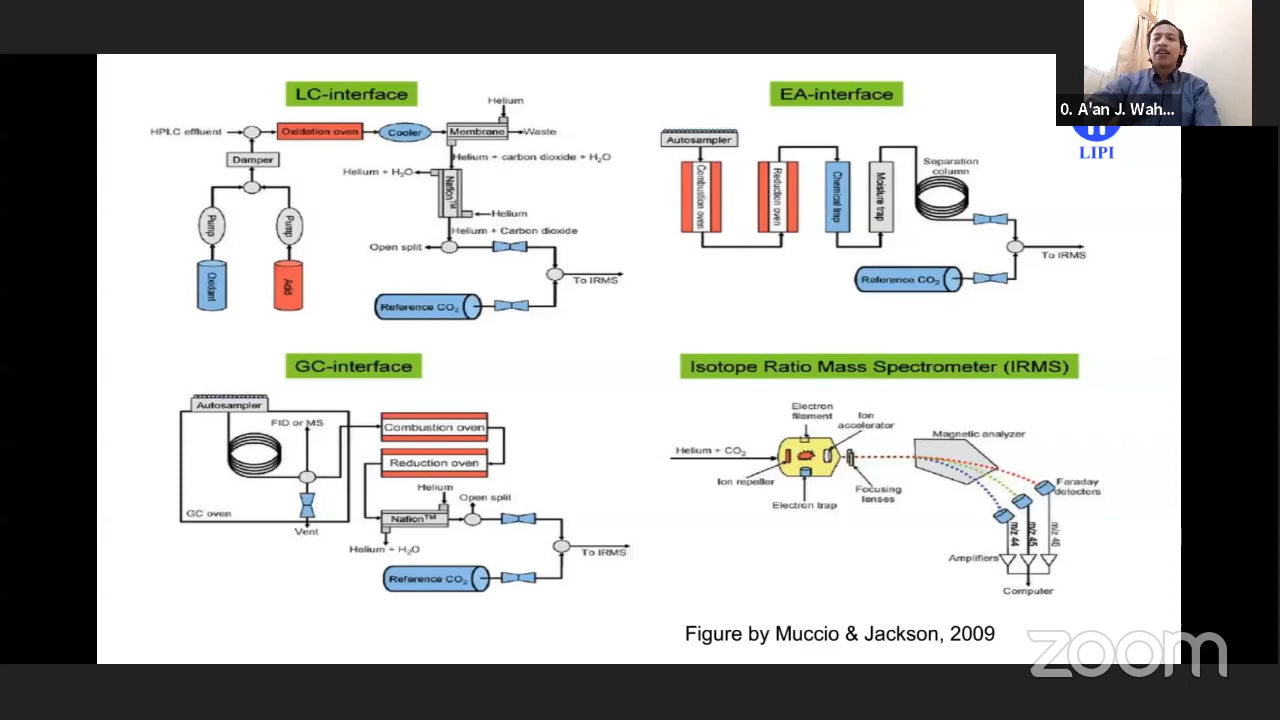 O. A'an J. Wah...
LIPI
LC-interface
Helium
HPLC effluent
Oxidation oven
Cooler
Membrane
Waste
Damper
Helium + carbon dioxide + H2O
Helium + H2O
Nafion™
Pump
Pump
Helium
Helium + Carbon dioxide
Open split
Oxidant
Acid
To IRMS
Reference CO2
EA-interface
Autosampler
Combustion oven
Reduction oven
Chemical trap
Moisture trap
Separation
column
To IRMS
Reference CO2
GC-interface
Autosampler
FID or MS
Combustion oven
Reduction oven
Helium
Open split
GC oven
Nafion™
Vent
Helium + H2O
To IRMS
Reference CO2
Isotope Ratio Mass Spectrometer (IRMS)
Electron
filament
Ion
accelerator
Magnetic analyzer
Helium + CO2
Ion repeller
Focusing
lenses
Electron trap
Faraday
detectors
m/z 44
m/z 45
m/z 46
Amplifiers
Computer
Figure by Muccio & Jackson, 2009
zoom